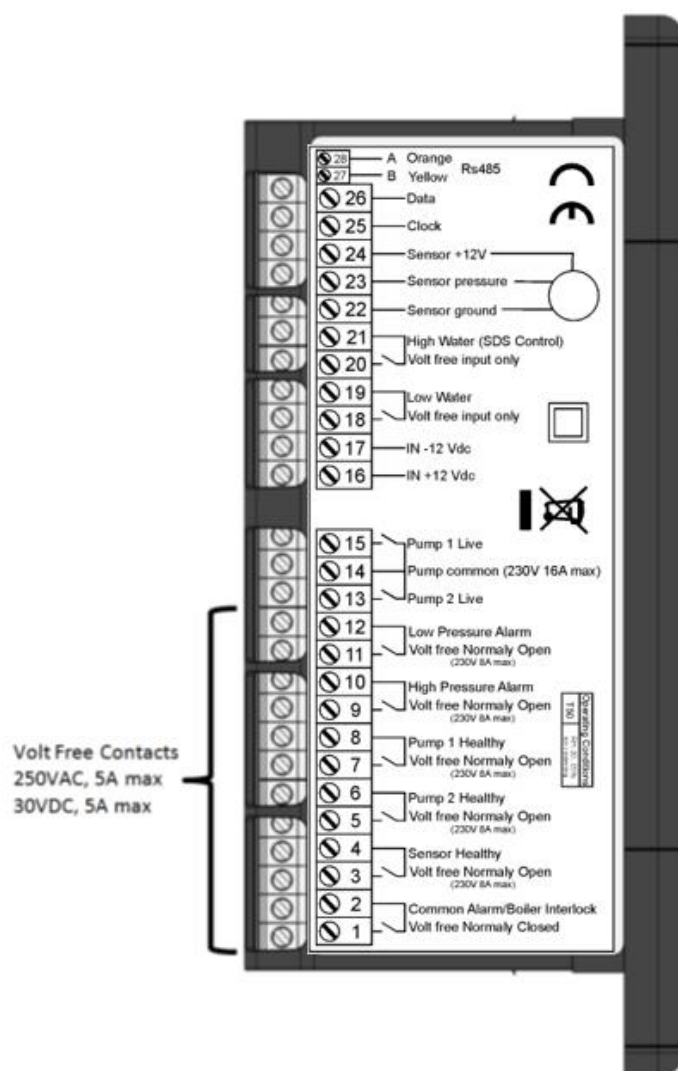 28 A Orange
27 B Yellow
Rs485
26 Data
25 Clock
24 Sensor +12V
23 Sensor pressure
22 Sensor ground
21 High Water (SDS Control)
20 Volt free input only
19 Low Water
18 Volt free input only
17 IN -12 Vdc
16 IN +12 Vdc
15 Pump 1 Live
14 Pump common (230V 16A max)
13 Pump 2 Live
12 Low Pressure Alarm
11 Volt free Normaly Open
(230V 8A max)
10 High Pressure Alarm
9 Volt free Normaly Open
(230V 8A max)
8 Pump 1 Healthy
7 Volt free Normaly Open
(230V 8A max)
6 Pump 2 Healthy
5 Volt free Normaly Open
(230V 8A max)
4 Sensor Healthy
3 Volt free Normaly Open
(230V 8A max)
2 Common Alarm/Boiler Interlock
1 Volt free Normaly Closed
Operating Conditions
T50
Volt Free Contacts
250VAC, 5A max
30VDC, 5A max